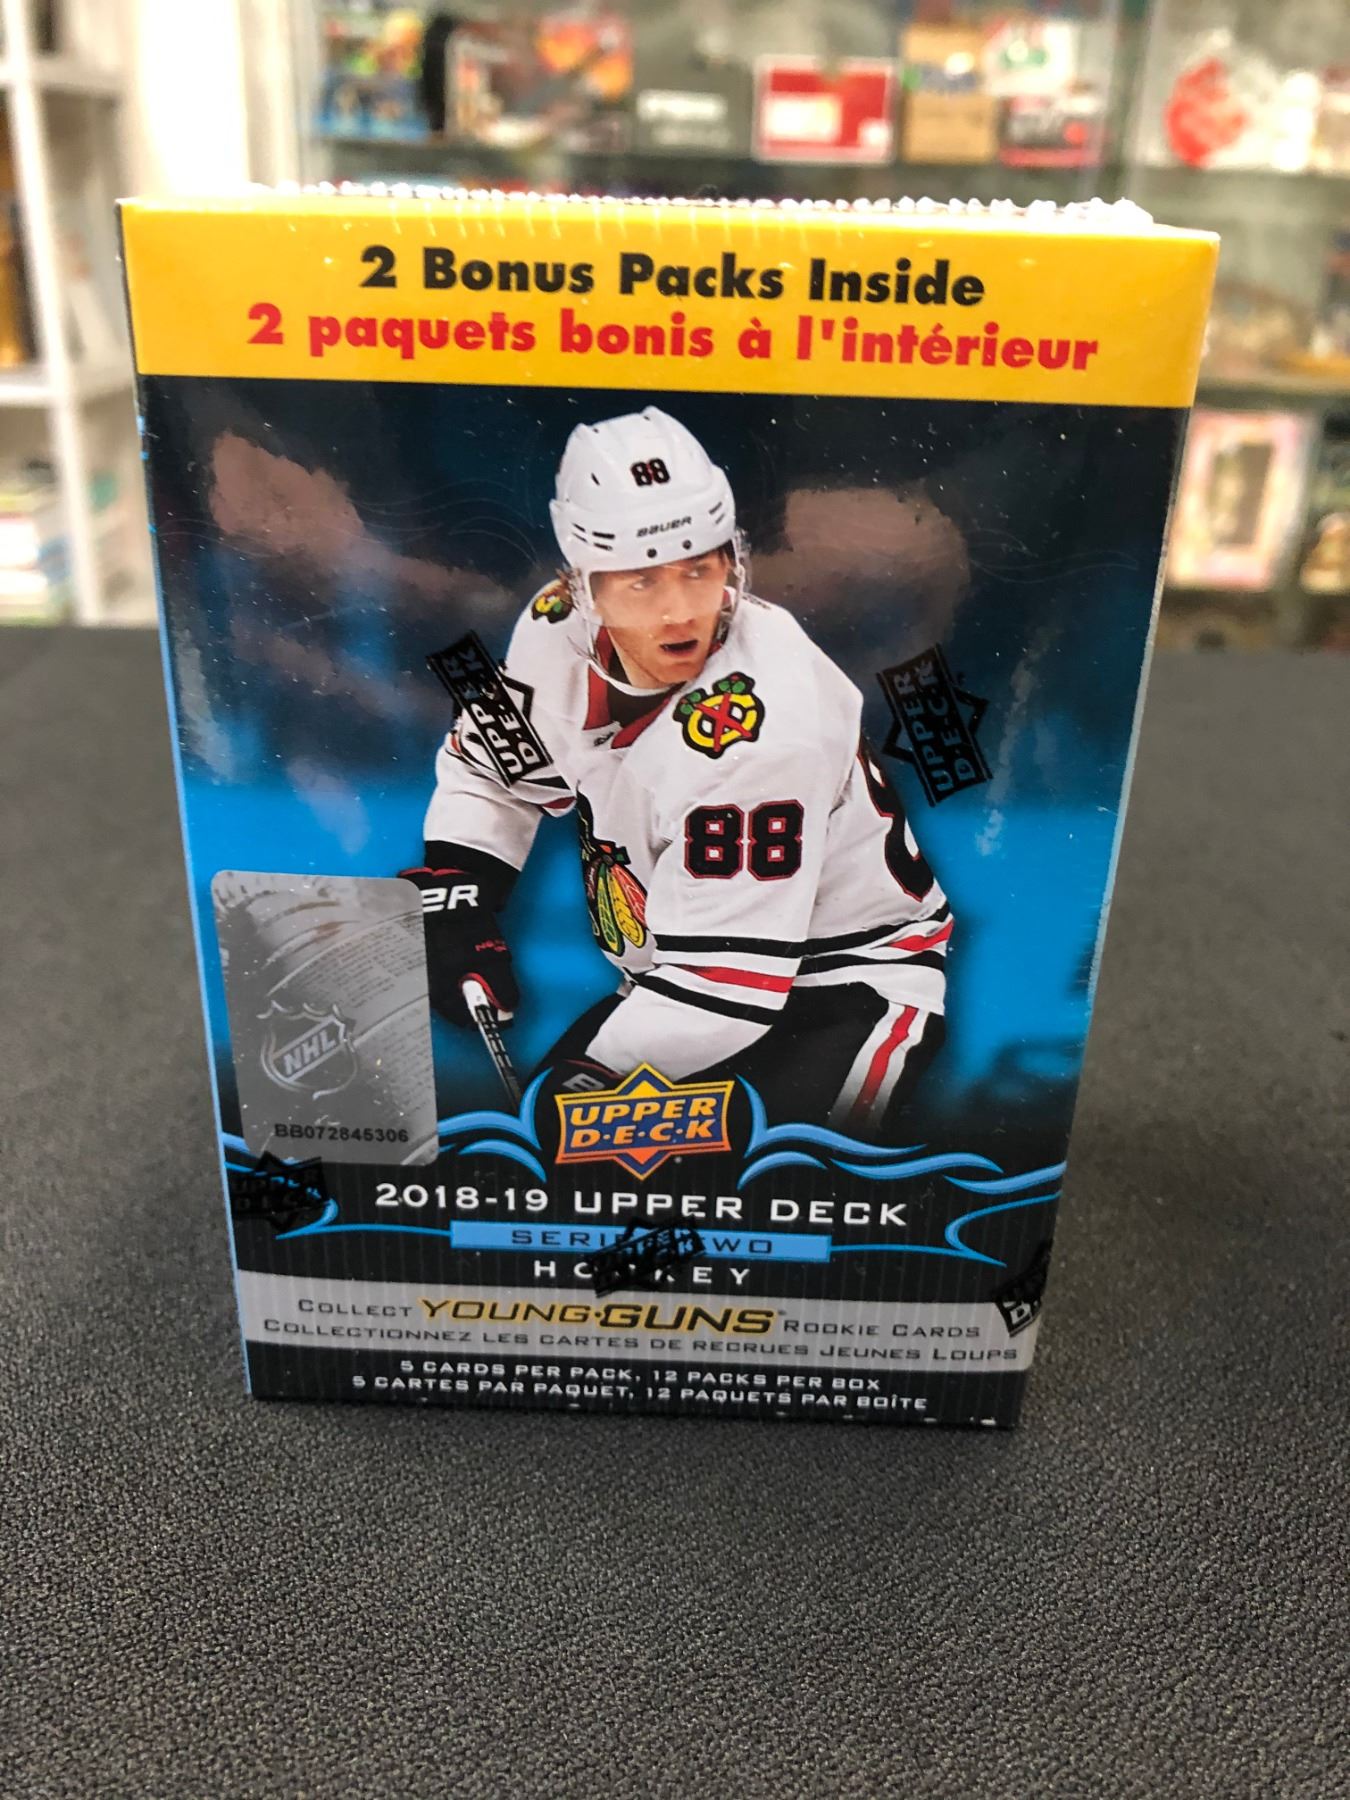 2 Bonus Packs Inside
2 paquets bonis à l'intérieur
88
BAUER
UPPER
DECK
UPPER
DECK
88
NHL
BB072845306
UPPER
D·E·C·K
2018-19 UPPER DECK
HOCKEY
COLLECT YOUNG·GUNS ROOKIE CARDS
COLLECTIONNEZ LES CARTES DE RECRUES JEUNES LOUPS
5 CARDS PER PACK, 12 PACKS PER BOX
5 CARTES PAR PAQUET, 12 PAQUETS PAR BOÎTE